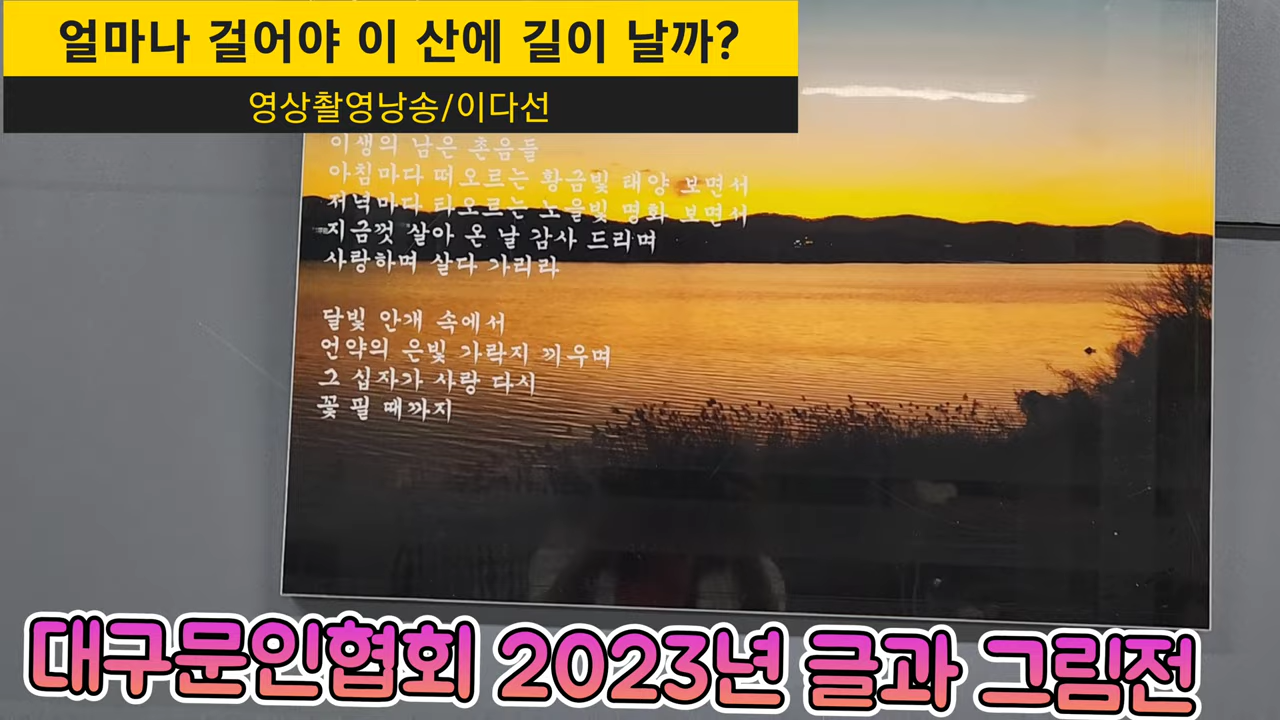 얼마나 걸어야 이 산에 길이 날까?
영상촬영낭송/이다선
이생의 남은 촌음들
아침마다 떠오르는 황금빛 태양 보면서
저녁마다 타오르는 노을빛 명화 보면서
지금껏 살아 온 날 감사 드리며
사랑하며 살다 가리라
달빛 안개 속에서
언약의 은빛 가락지 끼우며
그 십자가 사랑 다시
꽃 필 때까지
대구문인협회 2023년 글과 그림전